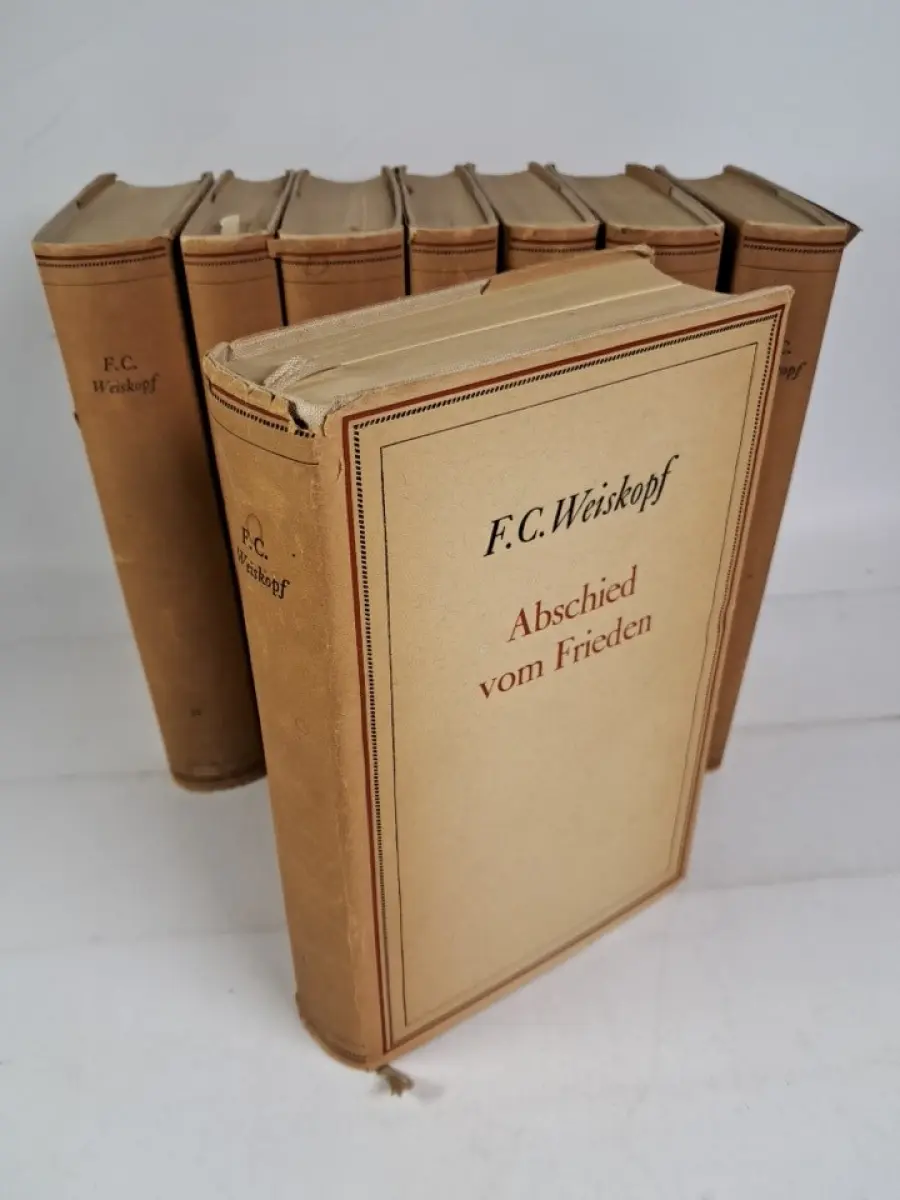 F.C.
Weiskopf
F.C.
Weiskopf
F.C. Weiskopf
Abschied
vom Frieden